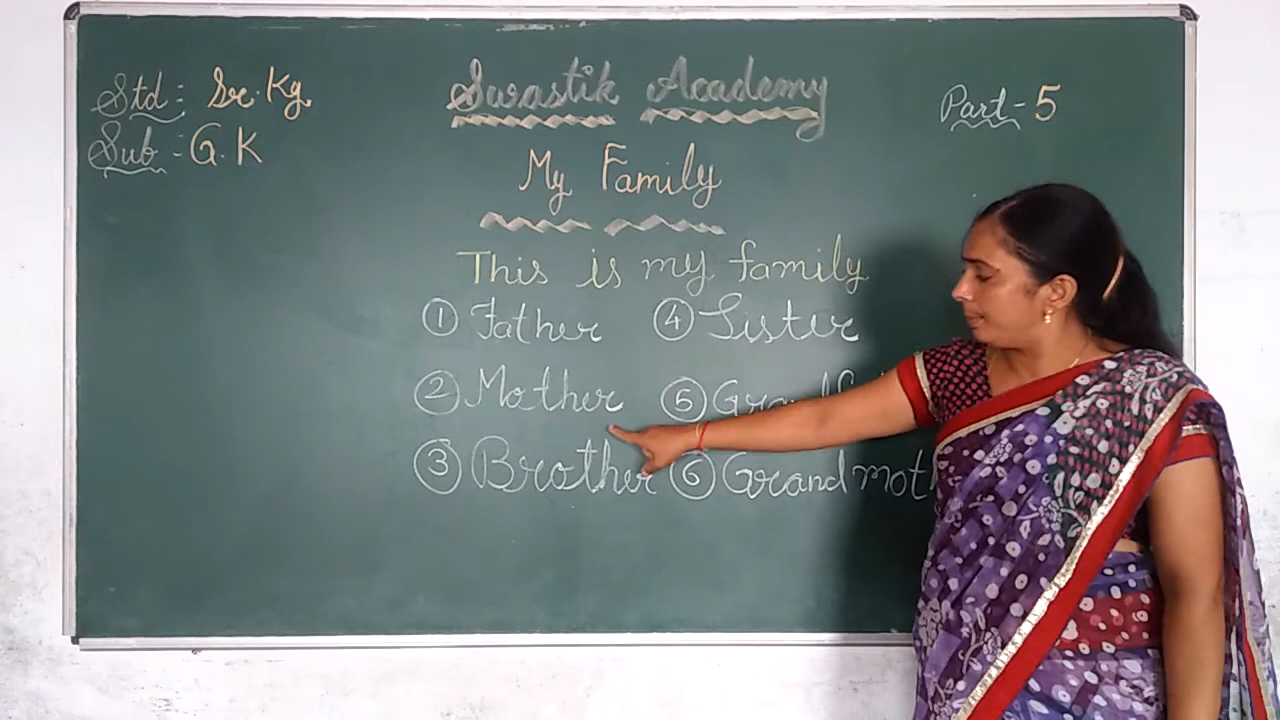 Std : Sr. Kg.
Swastik Academy
Part - 5
Sub : G. K
My Family
This is my family
① Father ④ Sister
② Mother ⑤
③ Brother ⑥